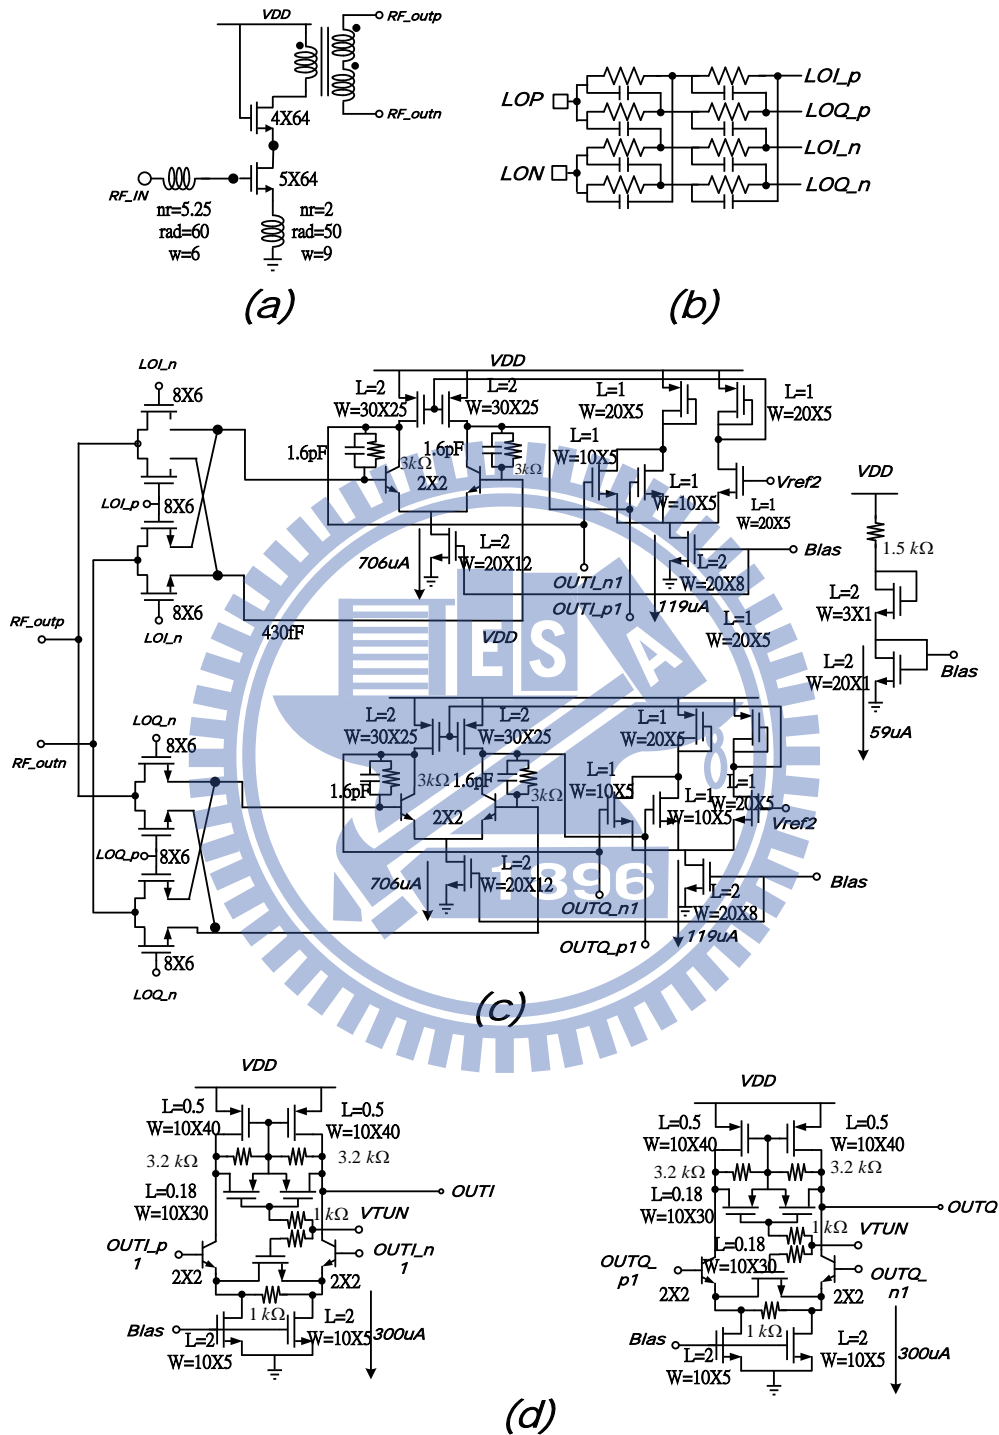 VDD
RF_outp
4X64
RF_outn
5X64
RF_IN
nr=5.25
rad=60
w=6
nr=2
rad=50
w=9
(a)
LOP
LON
LOI_p
LOQ_p
LOI_n
LOQ_n
(b)
VDD
LOI_n
8X6
LOI_p
8X6
8X6
LOI_n
RF_outp
L=2
W=30X25
L=2
W=30X25
1.6pF
3kΩ
1.6pF
3kΩ
2X2
L=1
W=20X5
L=1
W=20X5
L=1
W=10X5
L=1
W=10X5
Vref2
L=1
W=20X5
706uA
L=2
W=20X12
OUTI_n1
OUTI_p1
L=2
W=20X8
119uA
Bias
430fF
VDD
L=1
W=20X5
VDD
1.5 kΩ
L=2
W=3X1
L=2
W=20X1
Bias
59uA
ESA
1896
RF_outn
LOQ_n
8X6
LOQ_p
8X6
8X6
LOQ_n
L=2
W=30X25
L=2
W=30X25
1.6pF
3kΩ
1.6pF
3kΩ
2X2
L=1
W=20X5
L=1
W=10X5
L=1
W=10X5
L=1
W=20X5
Vref2
706uA
L=2
W=20X12
OUTQ_n1
OUTQ_p1
L=2
W=20X8
119uA
Bias
(c)
VDD
L=0.5
W=10X40
L=0.5
W=10X40
3.2 kΩ
3.2 kΩ
L=0.18
W=10X30
OUTI
1 kΩ
VTUN
OUTI_p
1
OUTI_n
1
2X2
2X2
1 kΩ
Bias
L=2
W=10X5
L=2
W=10X5
300uA
VDD
L=0.5
W=10X40
L=0.5
W=10X40
3.2 kΩ
3.2 kΩ
L=0.18
W=10X30
OUTQ
1 kΩ
VTUN
L=0.18
W=10X30
OUTQ_
p1
OUTQ_
n1
2X2
2X2
1 kΩ
Bias
L=2
W=10X5
L=2
W=10X5
300uA
(d)